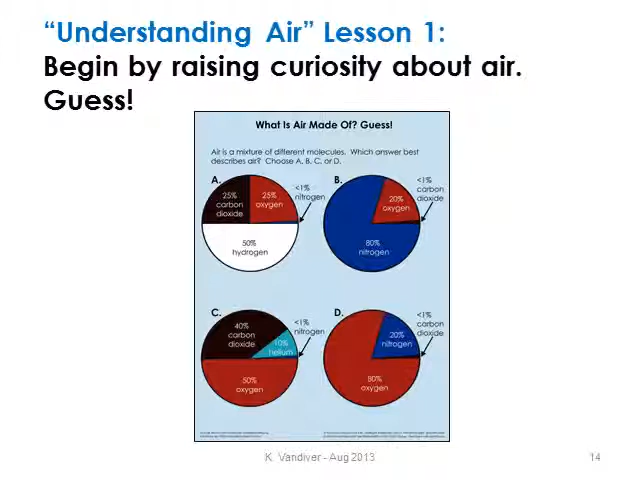 “Understanding Air” Lesson 1:
Begin by raising curiosity about air.
Guess!
What Is Air Made Of? Guess!
Air is a mixture of different molecules. Which answer best
describes air? Choose A, B, C, or D.
A.
25%
carbon
dioxide
25%
oxygen
<1%
nitrogen
50%
hydrogen
B.
20%
oxygen
<1%
carbon
dioxide
80%
nitrogen
C.
40%
carbon
dioxide
<1%
nitrogen
10%
helium
50%
oxygen
D.
20%
nitrogen
<1%
carbon
dioxide
80%
oxygen
K. Vandiver - Aug 2013
14